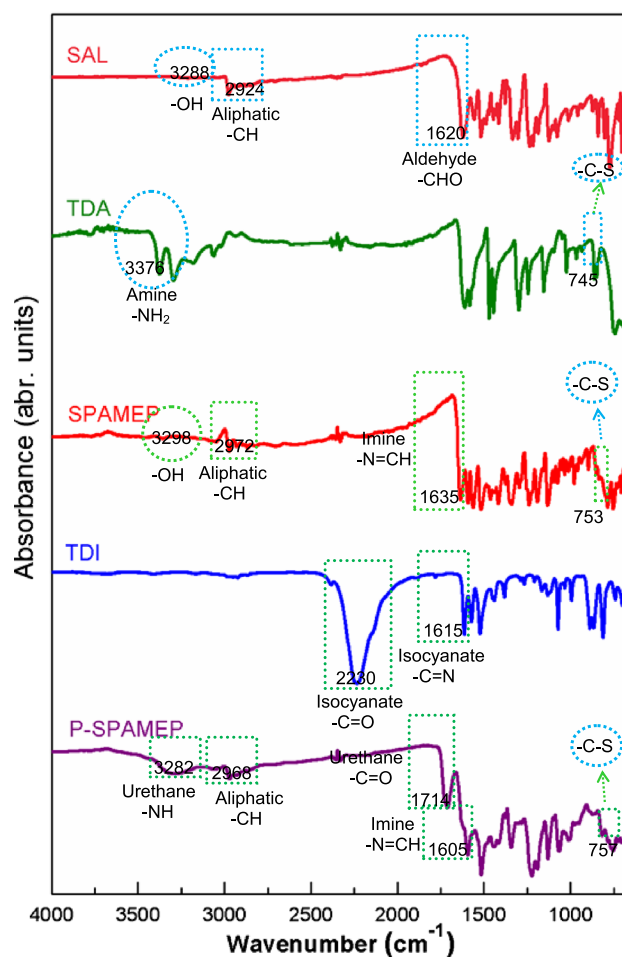 SAL
3288
-OH
2924
Aliphatic
-CH
1620
Aldehyde
-CHO
-C-S
TDA
3376
Amine
-NH₂
745
-C-S
SPAMEP
3298
-OH
2972
Aliphatic
-CH
Imine
-N=CH
1635
753
TDI
2230
Isocyanate
-C=O
1615
Isocyanate
-C=N
P-SPAMEP
3282
Urethane
-NH
2968
Aliphatic
-CH
Urethane
-C=O
1714
Imine
-N=CH
1605
-C-S
757
4000 3500 3000 2500 2000 1500 1000
Wavenumber (cm⁻¹)
Absorbance (abr. units)